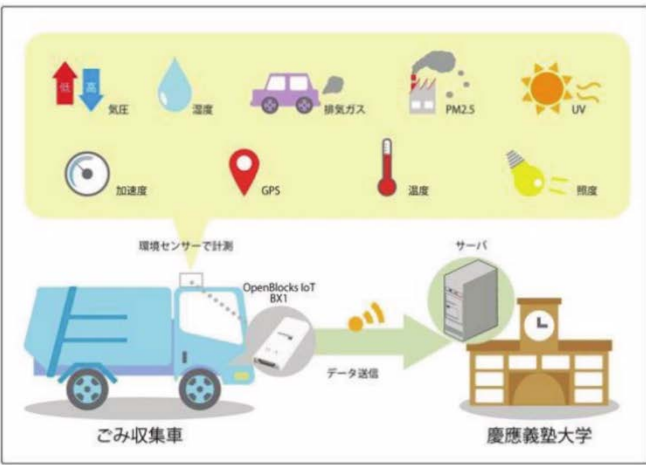 低
高
気圧
湿度
排気ガス
PM2.5
UV
加速度
GPS
温度
照度
環境センサーで計測
サーバ
OpenBlocks IoT
BX1
データ送信
ごみ収集車
慶應義塾大学